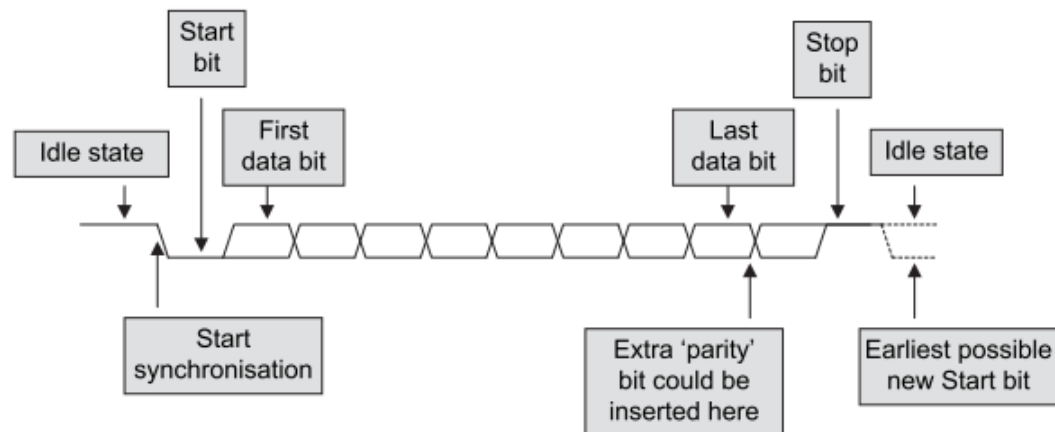 Start
bit
Stop
bit
Idle state
First
data bit
Last
data bit
Idle state
Start
synchronisation
Extra ‘parity’
bit could be
inserted here
Earliest possible
new Start bit